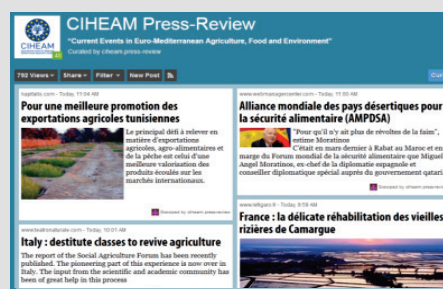 CIHEAM
CIHEAM Press-Review
"Current Events in Euro-Mediterranean Agriculture, Food and Environment"
Curated by ciheam press-review
792 Views
Share
Filter
New Post
Today, 11:04 AM
Pour une meilleure promotion des
exportations agricoles tunisiennes
Le principal défi à relever en
matière d'exportations
agricoles, agro-alimentaires et
de la pêche est celui d'une
meilleure valorisation des
produits écoulés sur les
marchés internationaux.
Scooped by ciheam pressreview
www.teatronaturale.com - Today, 10:01 AM
Italy : destitute classes to revive agriculture
The report of the Social Agriculture Forum has been recently
published. The pioneering part of this experience is now over in
Italy. The input from the scientific and academic community has
been of great help in this process
www.webmanagercenter.com - Today, 11:00 AM
Alliance mondiale des pays désertiques pour
la sécurité alimentaire (AMPDSA)
"Pour qu'il n'y ait plus de révoltes de la faim",
estime Moratinos
C'était en mars dernier à Rabat au Maroc et en
marge du Forum mondial de la sécurité alimentaire que Miguel
Angel Moratinos, ex-chef de la diplomatie espagnole et
conseiller diplomatique spécial auprès du gouvernement qatari
Scooped by ciheam pressreview
www.lefigaro.fr - Today, 9:58 AM
France : la délicate réhabilitation des vieilles
rizières de Camargue